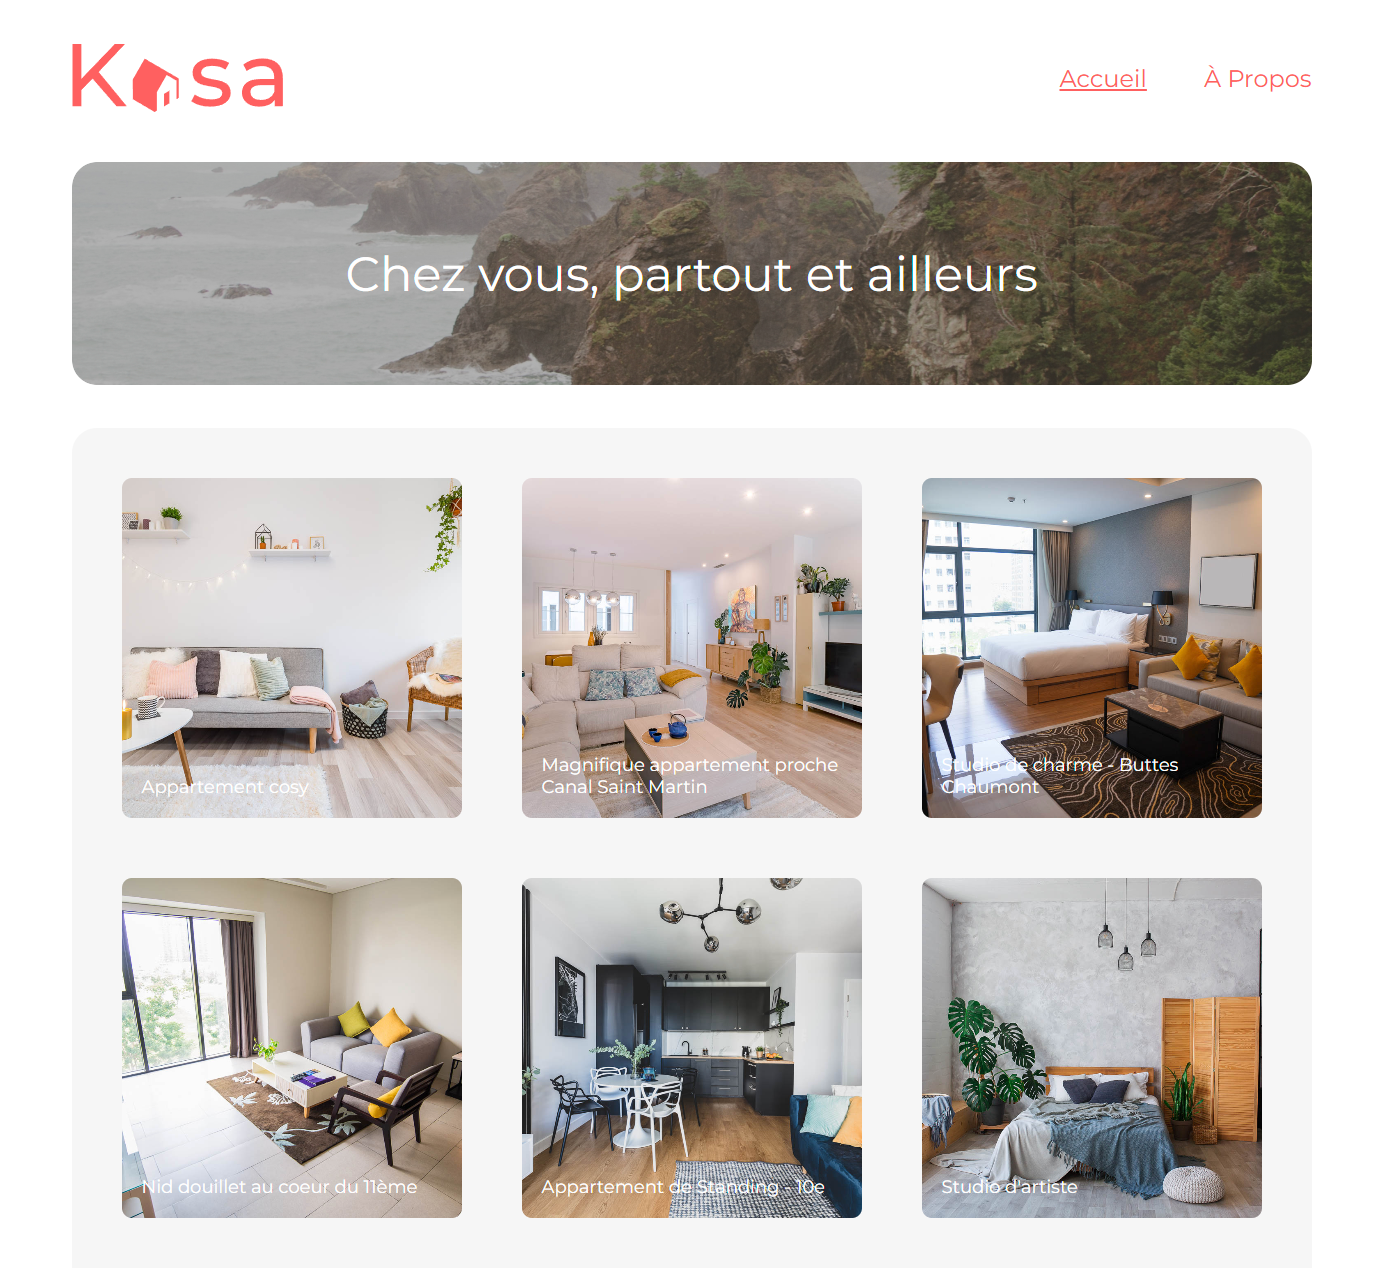 Kasa
Accueil
À Propos
Chez vous, partout et ailleurs
Appartement cosy
Magnifique appartement proche
Canal Saint Martin
Studio de charme - Buttes
Chaumont
Nid douillet au coeur du 11ème
Appartement de Standing - 10e
Studio d'artiste